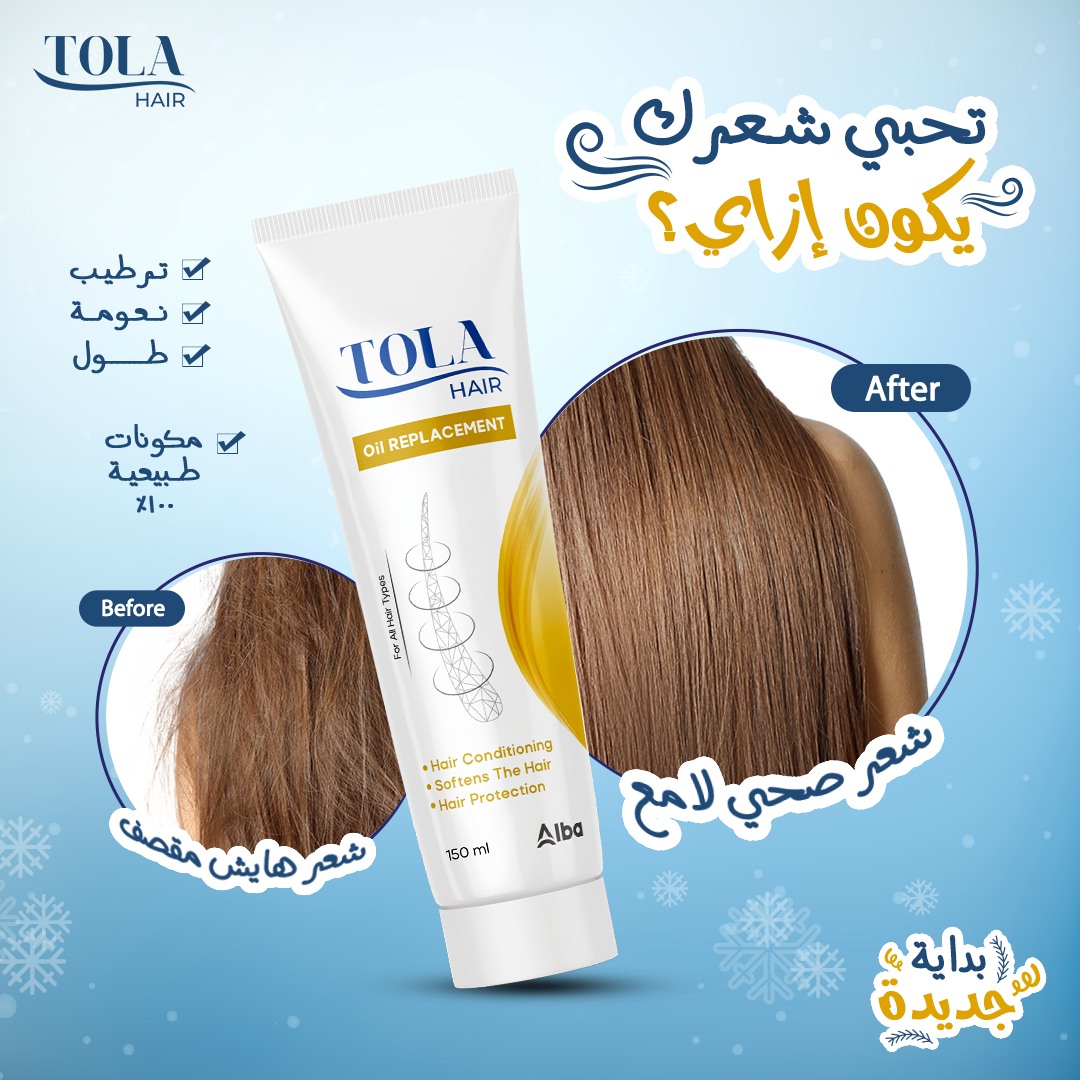 TOLA
HAIR
تحبي شعرك
يكون إزاي؟
ترطيب
نعومة
طول
مكونات
طبيعية
١٠٠٪
TOLA
HAIR
Oil REPLACEMENT
For All Hair Types
• Hair Conditioning
• Softens The Hair
• Hair Protection
150 ml
Alba
After
شعر صحي لامع
Before
شعر هايش مقصف
بداية
جديدة